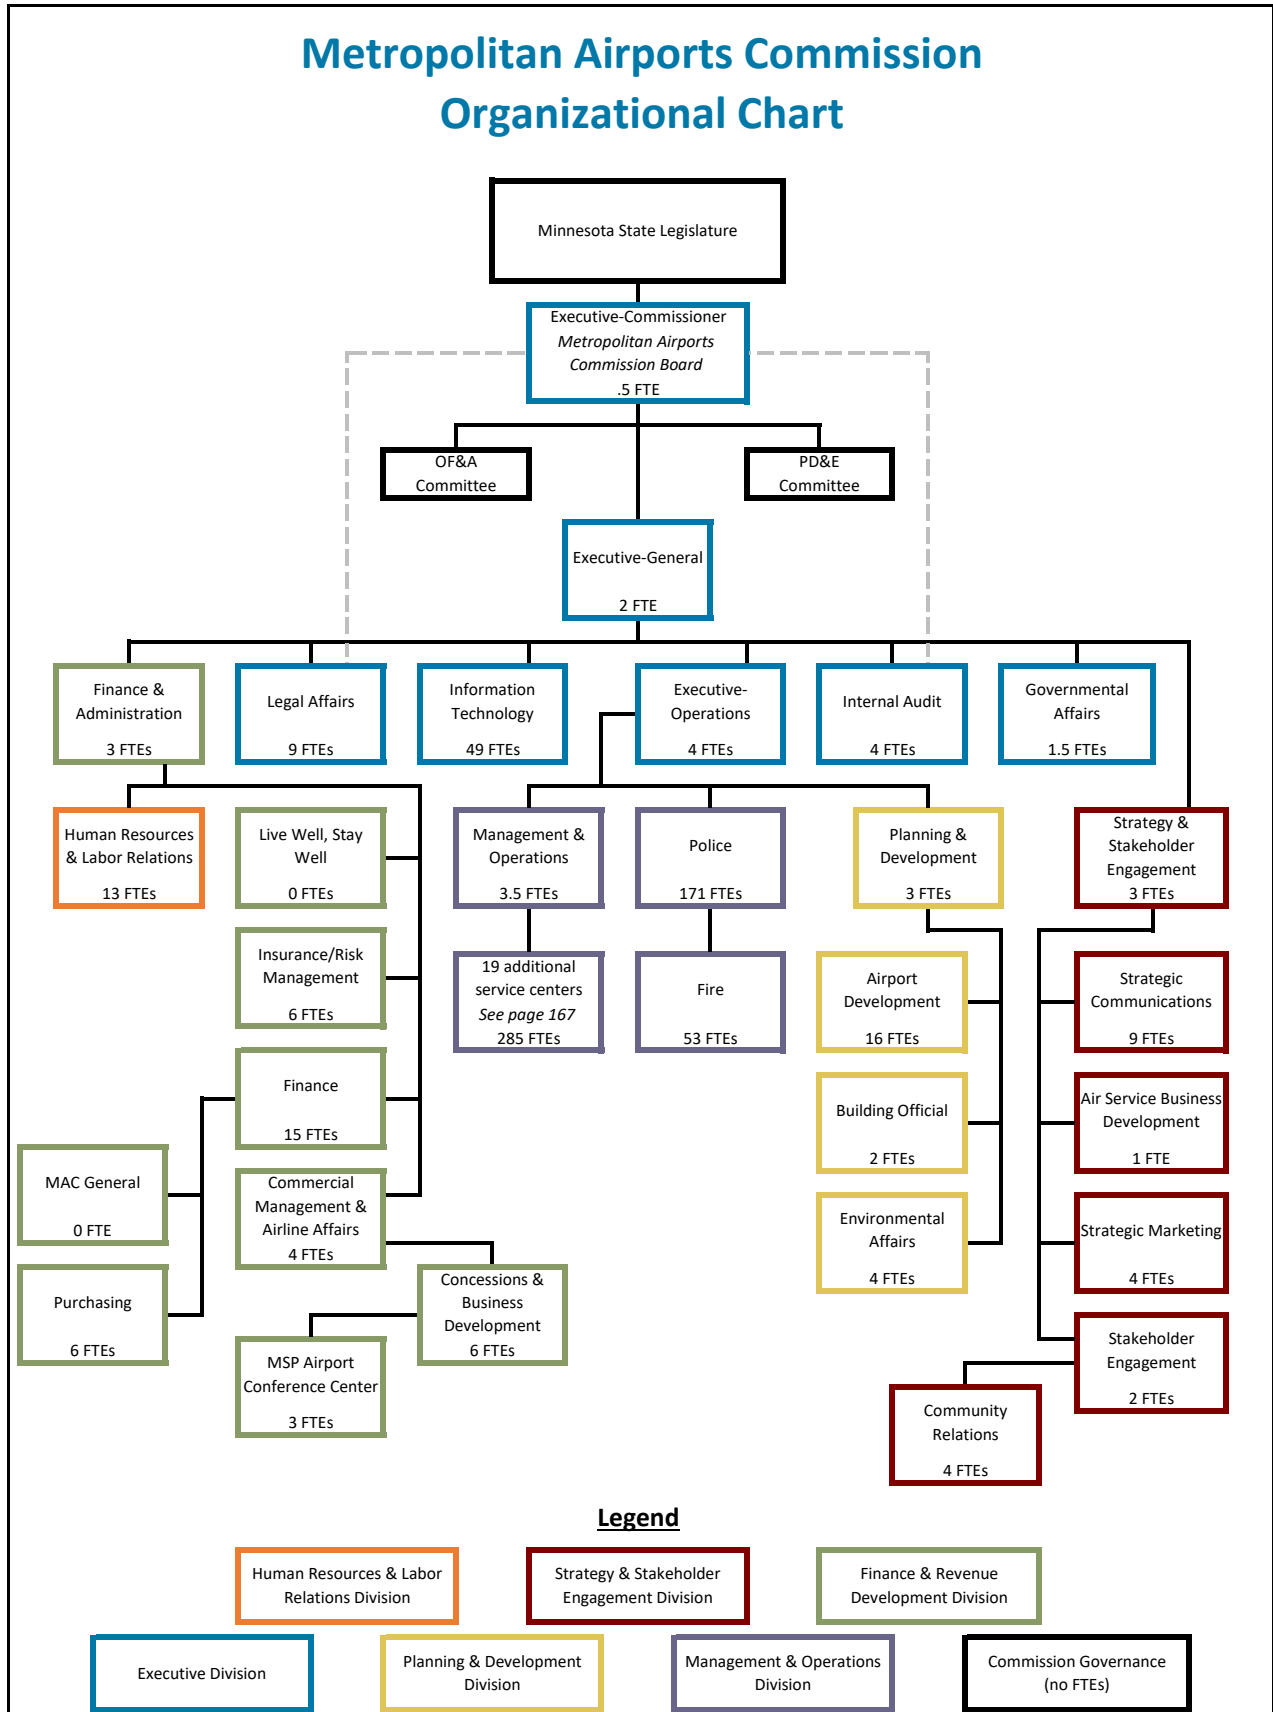 Metropolitan Airports Commission
Organizational Chart
Minnesota State Legislature
Executive-Commissioner
Metropolitan Airports
Commission Board
.5 FTE
OF&A
Committee
PD&E
Committee
Executive-General
2 FTE
Finance &
Administration
3 FTEs
Legal Affairs
9 FTEs
Information
Technology
49 FTEs
Executive-
Operations
4 FTEs
Internal Audit
4 FTEs
Governmental
Affairs
1.5 FTEs
Human Resources
& Labor Relations
13 FTEs
Live Well, Stay
Well
0 FTEs
Management &
Operations
3.5 FTEs
Police
171 FTEs
Planning &
Development
3 FTEs
Strategy &
Stakeholder
Engagement
3 FTEs
Insurance/Risk
Management
6 FTEs
19 additional
service centers
See page 167
285 FTEs
Fire
53 FTEs
Airport
Development
16 FTEs
Strategic
Communications
9 FTEs
Finance
15 FTEs
Building Official
2 FTEs
Air Service Business
Development
1 FTE
MAC General
0 FTE
Commercial
Management &
Airline Affairs
4 FTEs
Environmental
Affairs
4 FTEs
Strategic Marketing
4 FTEs
Purchasing
6 FTEs
Concessions &
Business
Development
6 FTEs
MSP Airport
Conference Center
3 FTEs
Stakeholder
Engagement
2 FTEs
Community
Relations
4 FTEs
Legend
Human Resources & Labor
Relations Division
Strategy & Stakeholder
Engagement Division
Finance & Revenue
Development Division
Executive Division
Planning & Development
Division
Management & Operations
Division
Commission Governance
(no FTEs)